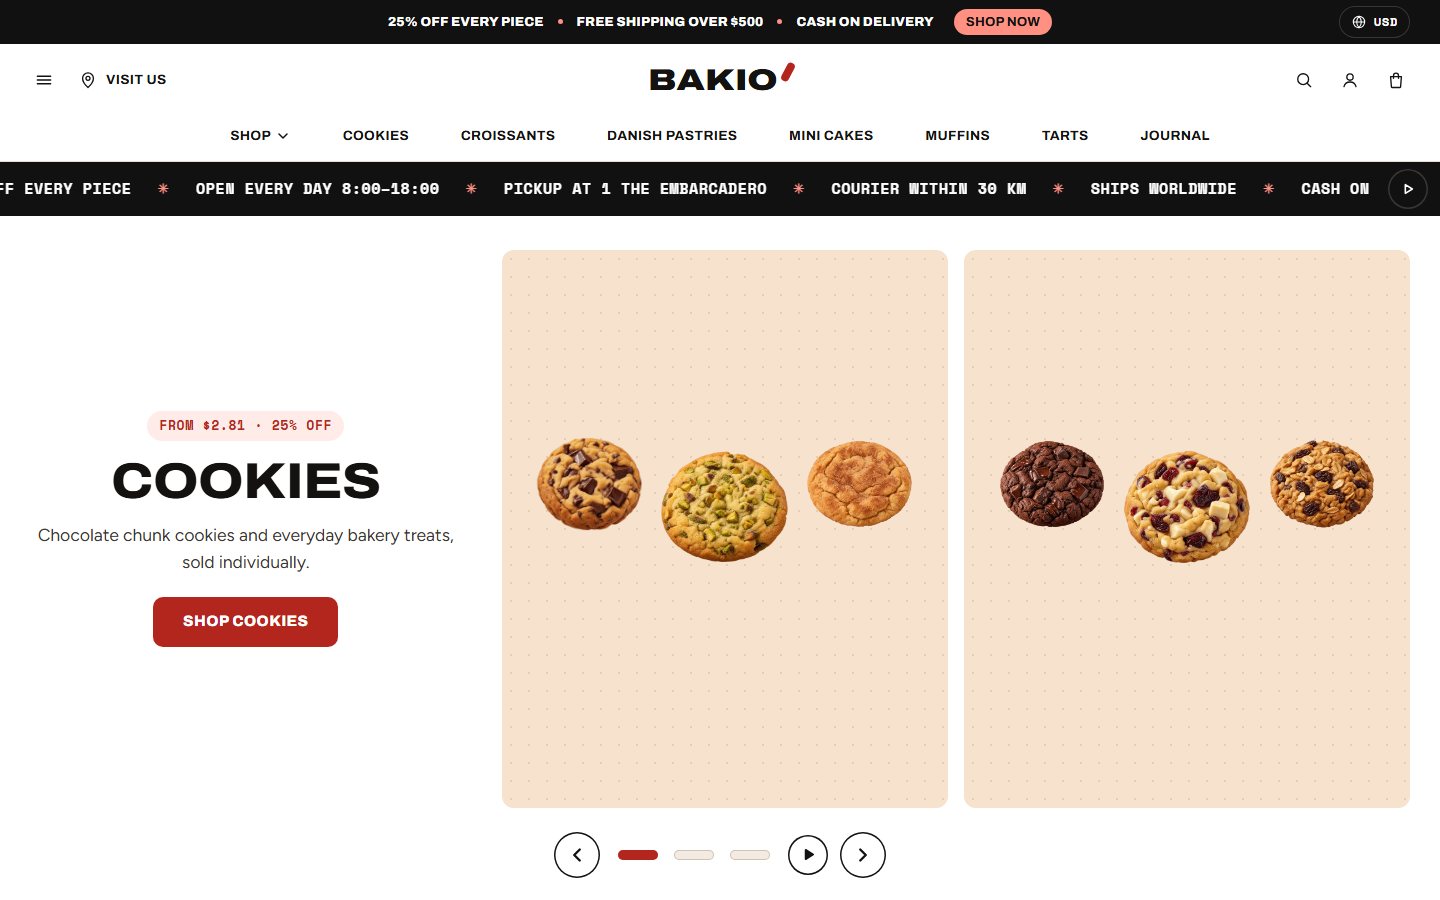 25% OFF EVERY PIECE • FREE SHIPPING OVER $500 • CASH ON DELIVERY SHOP NOW USD
VISIT US BAKIO
SHOP COOKIES CROISSANTS DANISH PASTRIES MINI CAKES MUFFINS TARTS JOURNAL
FF EVERY PIECE ✳ OPEN EVERY DAY 8:00–18:00 ✳ PICKUP AT 1 THE EMBARCADERO ✳ COURIER WITHIN 30 KM ✳ SHIPS WORLDWIDE ✳ CASH ON
FROM $2.81 · 25% OFF
COOKIES
Chocolate chunk cookies and everyday bakery treats,
sold individually.
SHOP COOKIES